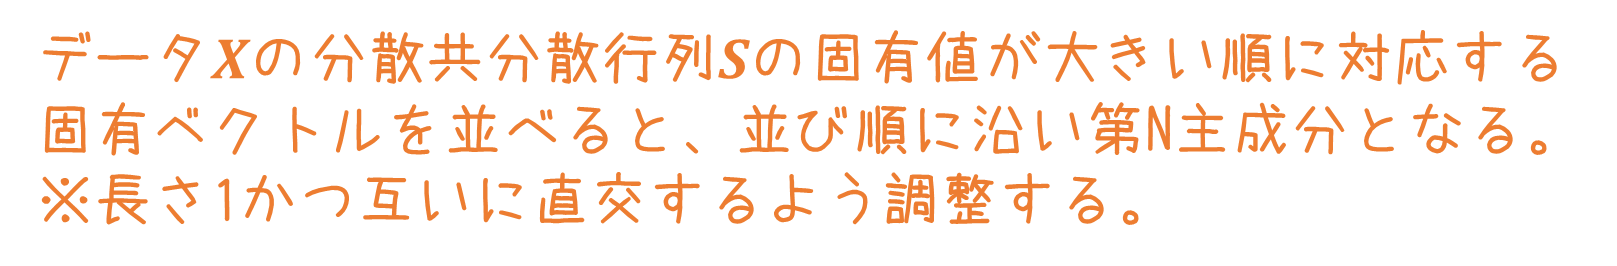 データXの分散共分散行列Sの固有値が大きい順に対応する
固有ベクトルを並べると、並び順に沿い第N主成分となる。
※長さ1かつ互いに直交するよう調整する。